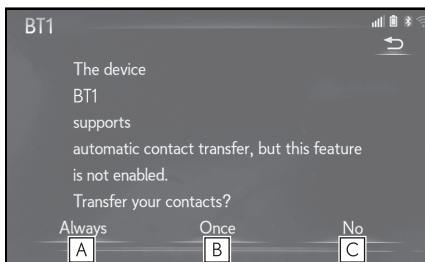 BT1
The device
BT1
supports
automatic contact transfer, but this feature
is not enabled.
Transfer your contacts?
Always Once No
A B C